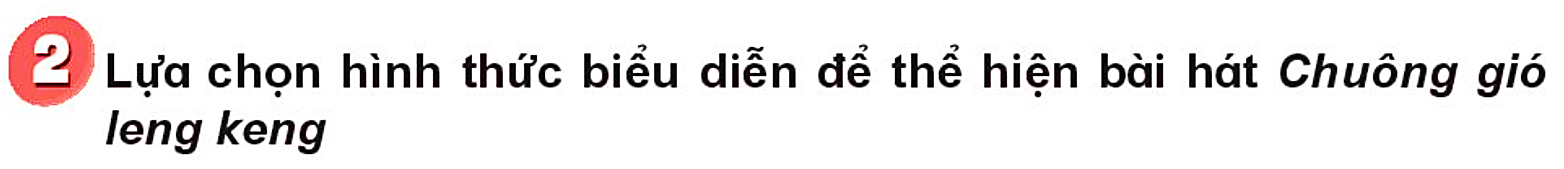 2 Lựa chọn hình thức biểu diễn để thể hiện bài hát Chuông gió
leng keng